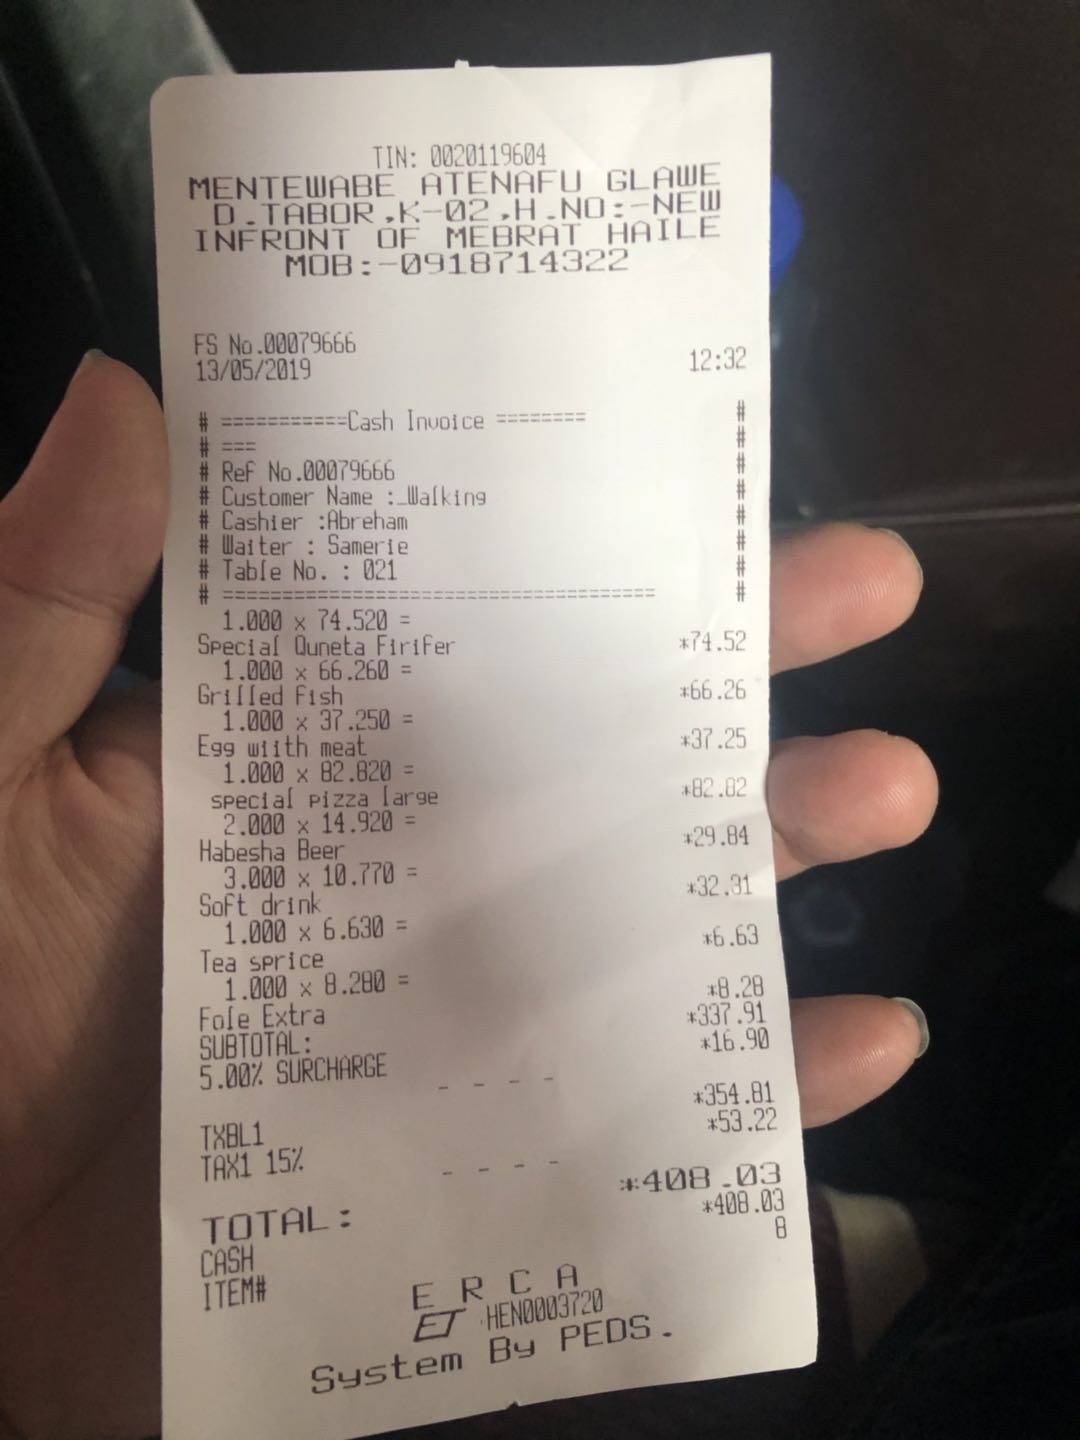 TIN: 0020119604
MENTEWABE ATENAFU GLAWE
D.TABOR,K-02,H.NO:-NEW
INFRONT OF MEBRAT HAILE
MOB:-0918714322
FS No.00079666
13/05/2019 12:32
# ===========Cash Invoice ======== #
# === #
# Ref No.00079666 #
# Customer Name :_Walking #
# Cashier :Abreham #
# Waiter : Samerie #
# Table No. : 021 #
# ===================================== #
1.000 x 74.520 =
Special Quneta Firifer *74.52
1.000 x 66.260 =
Grilled Fish *66.26
1.000 x 37.250 =
Egg wiith meat *37.25
1.000 x 82.820 =
special pizza large *82.82
2.000 x 14.920 =
Habesha Beer *29.84
3.000 x 10.770 =
Soft drink *32.31
1.000 x 6.630 =
Tea sprice *6.63
1.000 x 8.280 =
Fole Extra *8.28
SUBTOTAL: *337.91
5.00% SURCHARGE *16.90
- - - -
TXBL1 *354.81
TAX1 15% *53.22
- - - -
TOTAL: *408.03
CASH *408.03
ITEM# 8
E R C A
ET HEN0003720
System By PEDS.